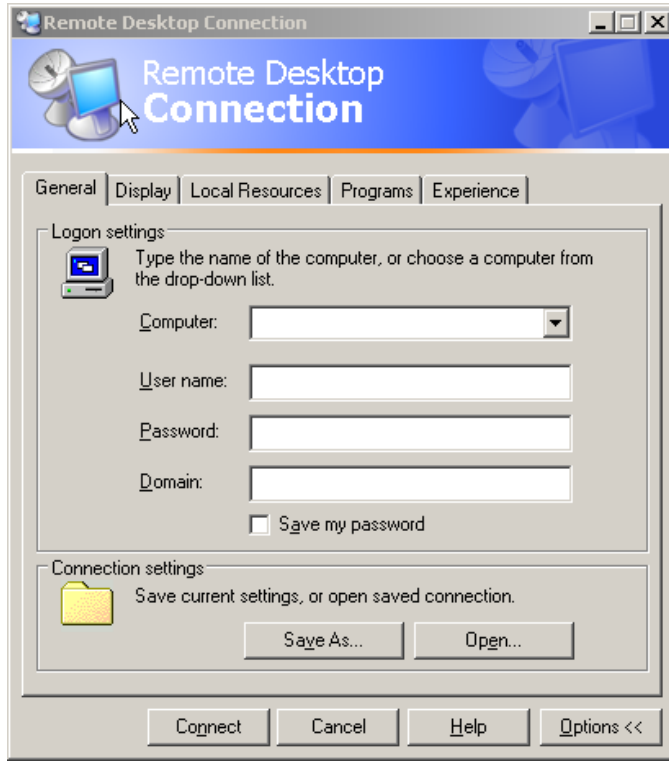 Remote Desktop Connection
Remote Desktop
Connection
General Display Local Resources Programs Experience
Logon settings
Type the name of the computer, or choose a computer from
the drop-down list.
Computer:
User name:
Password:
Domain:
Save my password
Connection settings
Save current settings, or open saved connection.
Save As... Open...
Connect Cancel Help Options <<